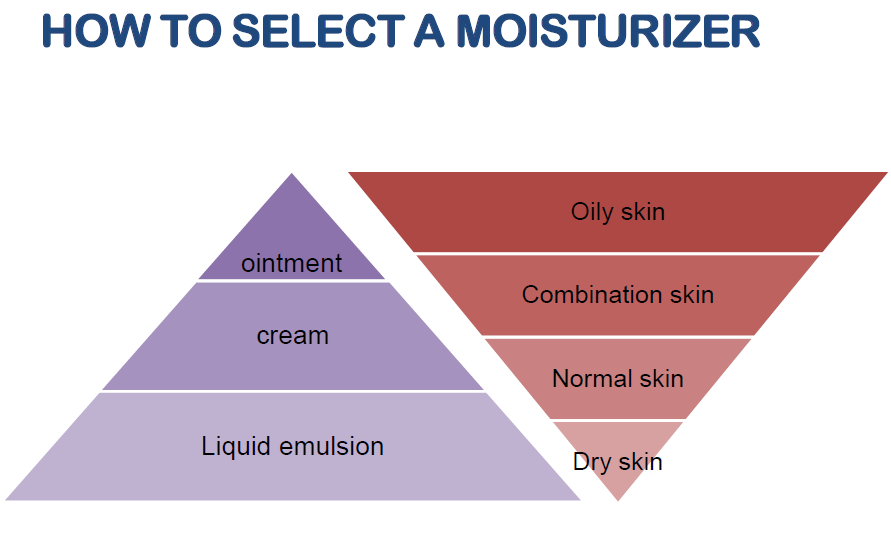 HOW TO SELECT A MOISTURIZER
ointment
cream
Liquid emulsion
Oily skin
Combination skin
Normal skin
Dry skin